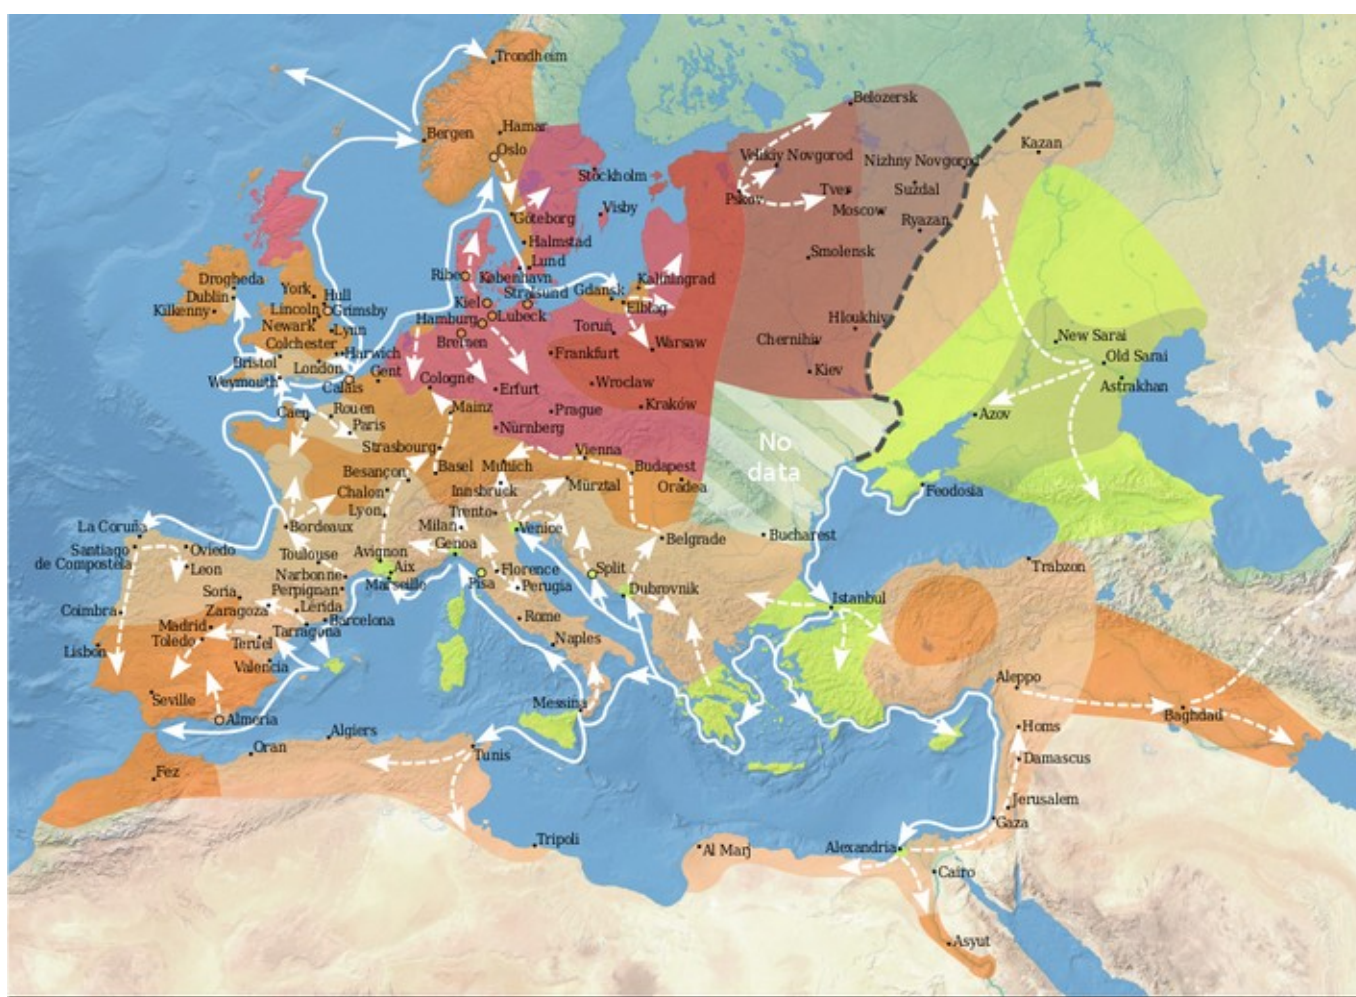 Trondheim
Bergen
Hamar
Oslo
Stockholm
Göteborg
Visby
Halmstad
Lund
Ribe
København
Stralsund
Kiel
Lubeck
Hamburg
Bremen
Gdansk
Kaliningrad
Elbląg
Toruń
Warsaw
Frankfurt
Wroclaw
Kraków
Erfurt
Prague
Nürnberg
Cologne
Mainz
Belozersk
Velikiy Novgorod
Nizhny Novgorod
Pskov
Tver
Suzdal
Moscow
Ryazan
Smolensk
Hloukhiv
Chernihiv
Kiev
Kazan
New Sarai
Old Sarai
Astrakhan
Azov
Feodosia
No
data
Drogheda
Dublin
Kilkenny
York
Hull
Lincoln
Grimsby
Newark
Lynn
Colchester
Harwich
Bristol
London
Weymouth
Calais
Gent
Caen
Rouen
Paris
Strasbourg
Besançon
Basel
Chalon
Lyon
Munich
Vienna
Innsbruck
Mürztal
Budapest
Oradea
Trento
Milan
Venice
Genoa
Belgrade
Bucharest
Bordeaux
La Coruña
Santiago
de Compostela
Oviedo
Leon
Toulouse
Avignon
Aix
Narbonne
Marseille
Perpignan
Pisa
Florence
Perugia
Split
Dubrovnik
Soria
Zaragoza
Lérida
Coimbra
Barcelona
Madrid
Tarragona
Toledo
Teruel
Lisbon
Valencia
Seville
Almeria
Rome
Naples
Messina
Istanbul
Trabzon
Aleppo
Baghdad
Homs
Damascus
Jerusalem
Gaza
Alexandria
Cairo
Asyut
Al Marj
Tripoli
Tunis
Algiers
Oran
Fez